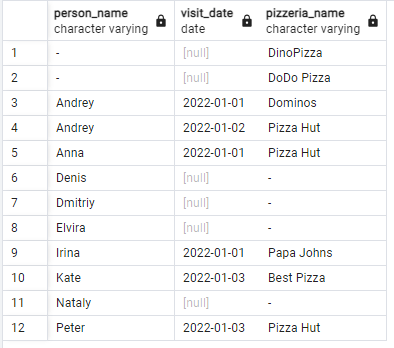 person_name visit_date pizzeria_name
character varying date character varying
1 - [null] DinoPizza
2 - [null] DoDo Pizza
3 Andrey 2022-01-01 Dominos
4 Andrey 2022-01-02 Pizza Hut
5 Anna 2022-01-01 Pizza Hut
6 Denis [null] -
7 Dmitriy [null] -
8 Elvira [null] -
9 Irina 2022-01-01 Papa Johns
10 Kate 2022-01-03 Best Pizza
11 Nataly [null] -
12 Peter 2022-01-03 Pizza Hut